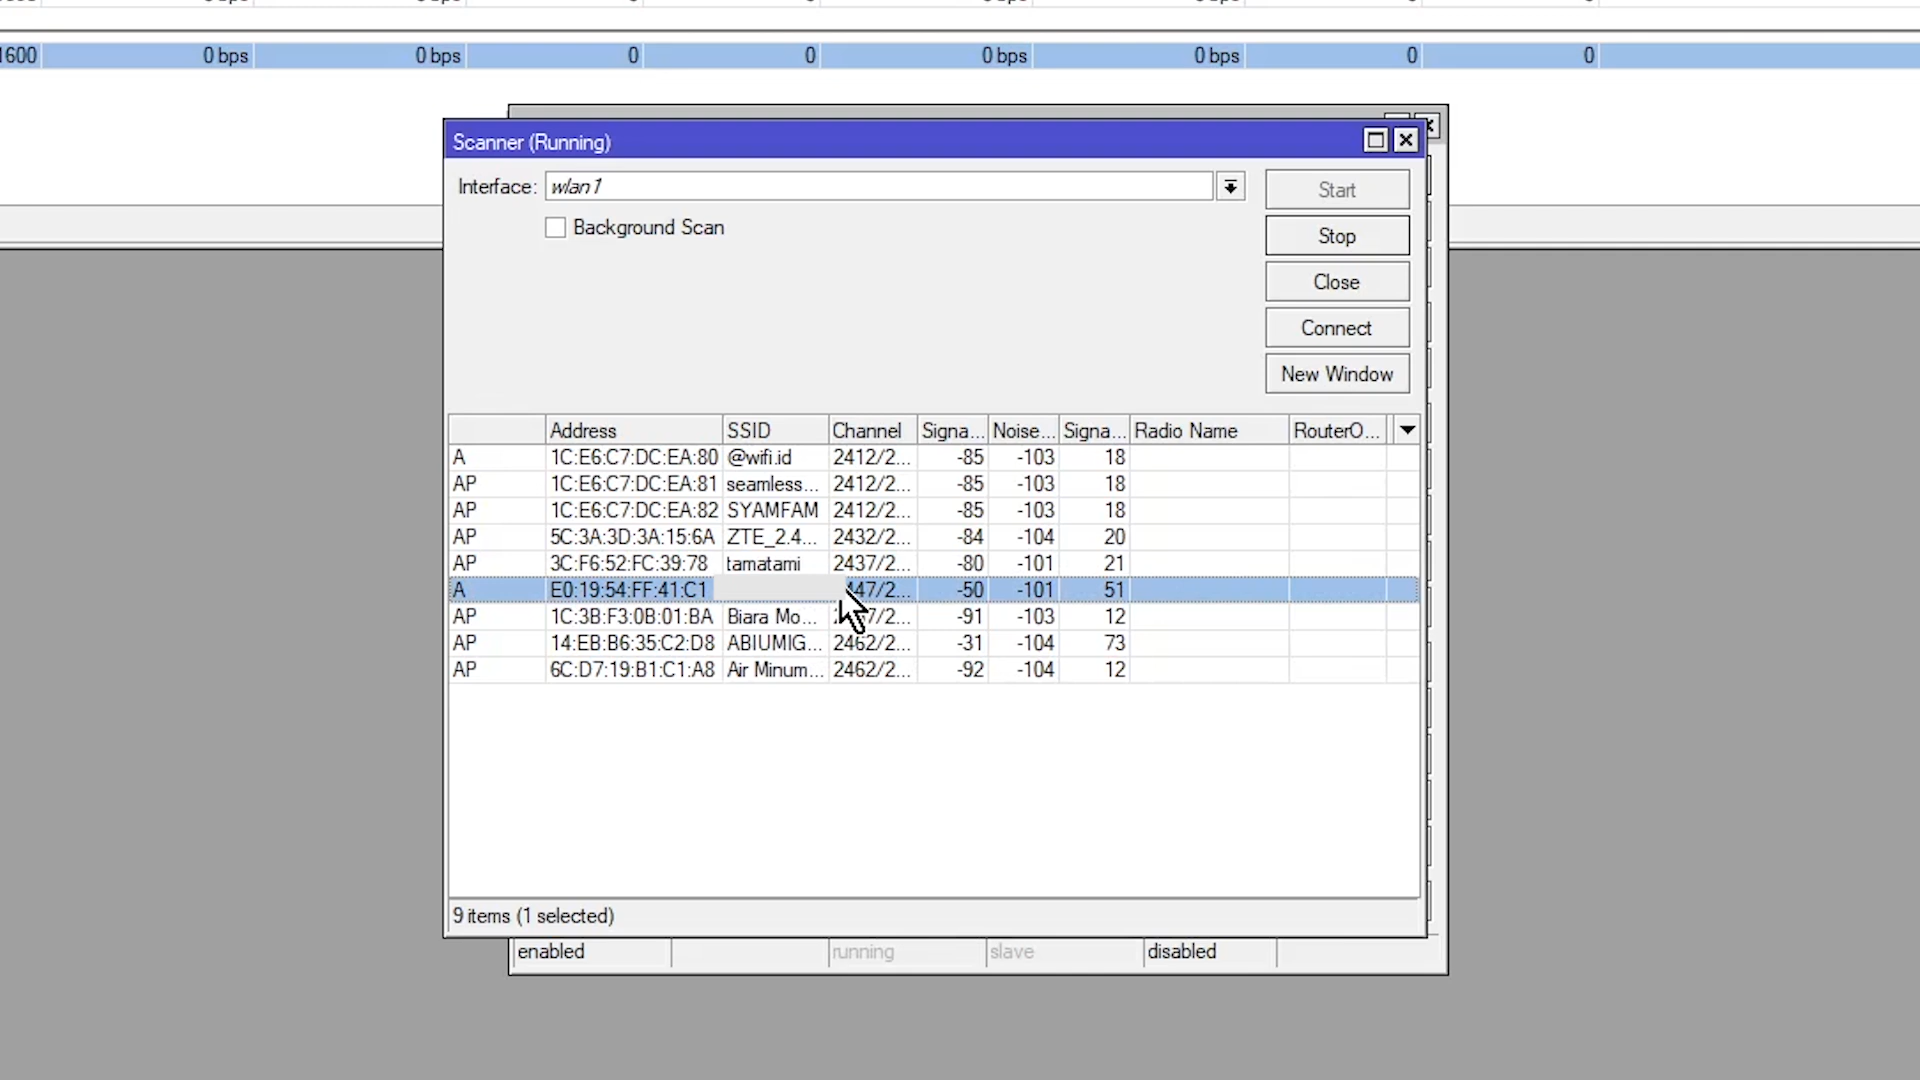 1600 0 bps 0 bps 0 0 0 bps 0 bps 0 0
Scanner (Running)
Interface: wlan1
Start
Background Scan
Stop
Close
Connect
New Window
Address SSID Channel Signa... Noise... Signa... Radio Name RouterO...
A 1C:E6:C7:DC:EA:80 @wifi.id 2412/2... -85 -103 18
AP 1C:E6:C7:DC:EA:81 seamless... 2412/2... -85 -103 18
AP 1C:E6:C7:DC:EA:82 SYAMFAM 2412/2... -85 -103 18
AP 5C:3A:3D:3A:15:6A ZTE_2.4... 2432/2... -84 -104 20
AP 3C:F6:52:FC:39:78 tamatami 2437/2... -80 -101 21
A E0:19:54:FF:41:C1 447/2... -50 -101 51
AP 1C:3B:F3:0B:01:BA Biara Mo... 7/2... -91 -103 12
AP 14:EB:B6:35:C2:D8 ABIUMIG... 2462/2... -31 -104 73
AP 6C:D7:19:B1:C1:A8 Air Minum... 2462/2... -92 -104 12
9 items (1 selected)
enabled running slave disabled